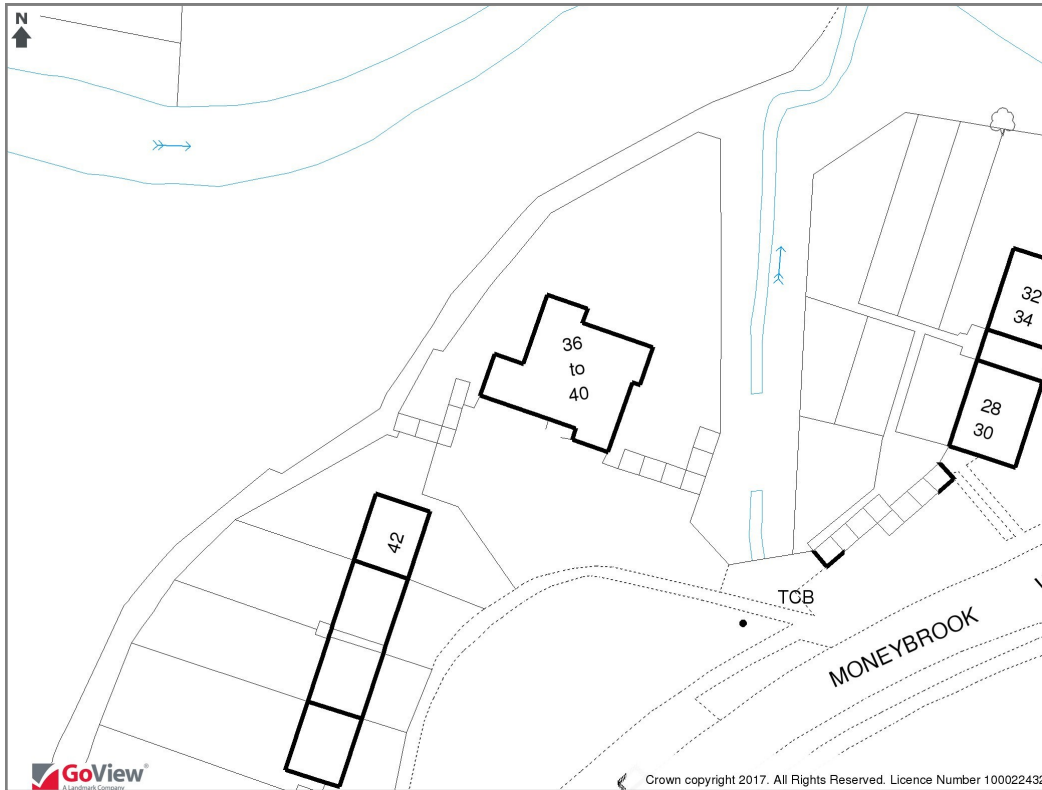 N
32
34
36
to
40
28
30
42
TCB
MONEYBROOK
GoView®
A Landmark Company
Crown copyright 2017. All Rights Reserved. Licence Number 100022432